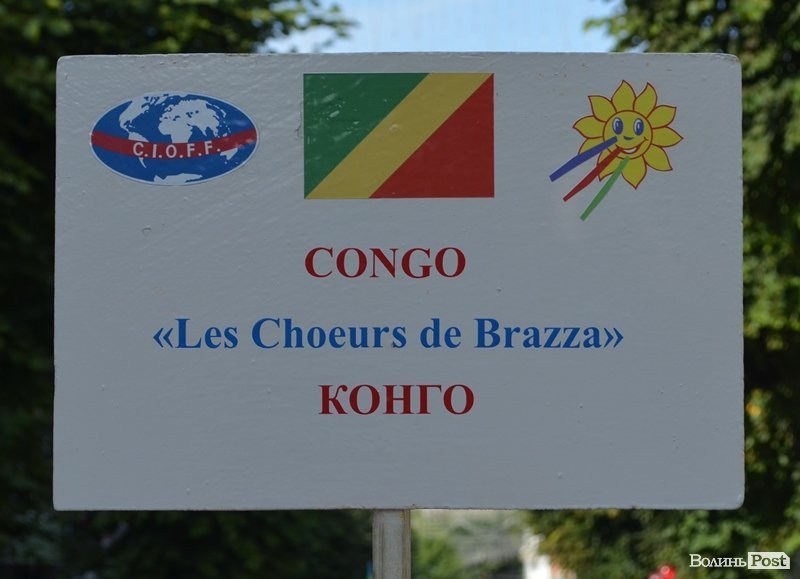 C.I.O.F.F.
CONGO
«Les Choeurs de Brazza»
КОНГО
Волинь Post